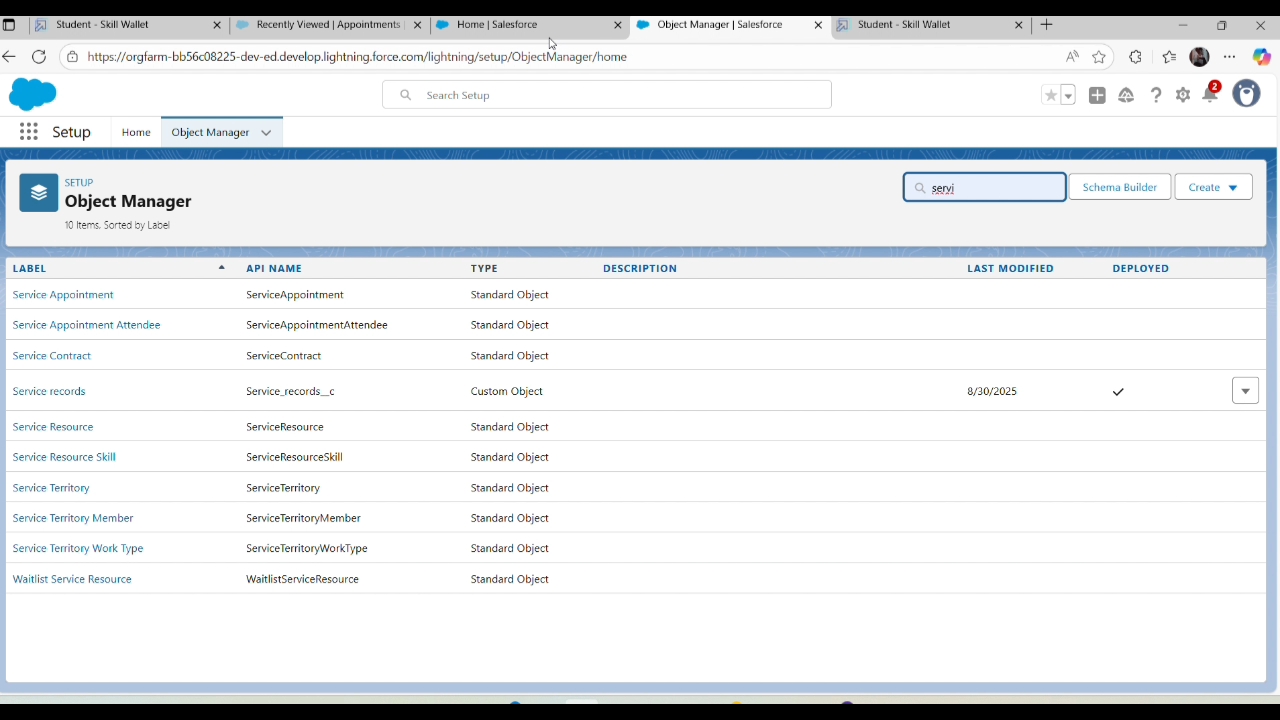 Student - Skill Wallet
Recently Viewed | Appointments
Home | Salesforce
Object Manager | Salesforce
Student - Skill Wallet
https://orgfarm-bb56c08225-dev-ed.develop.lightning.force.com/lightning/setup/ObjectManager/home
Search Setup
2
Setup
Home
Object Manager
SETUP
Object Manager
10 Items, Sorted by Label
servi
Schema Builder
Create
LABEL API NAME TYPE DESCRIPTION LAST MODIFIED DEPLOYED
Service Appointment ServiceAppointment Standard Object
Service Appointment Attendee ServiceAppointmentAttendee Standard Object
Service Contract ServiceContract Standard Object
Service records Service_records__c Custom Object 8/30/2025
Service Resource ServiceResource Standard Object
Service Resource Skill ServiceResourceSkill Standard Object
Service Territory ServiceTerritory Standard Object
Service Territory Member ServiceTerritoryMember Standard Object
Service Territory Work Type ServiceTerritoryWorkType Standard Object
Waitlist Service Resource WaitlistServiceResource Standard Object